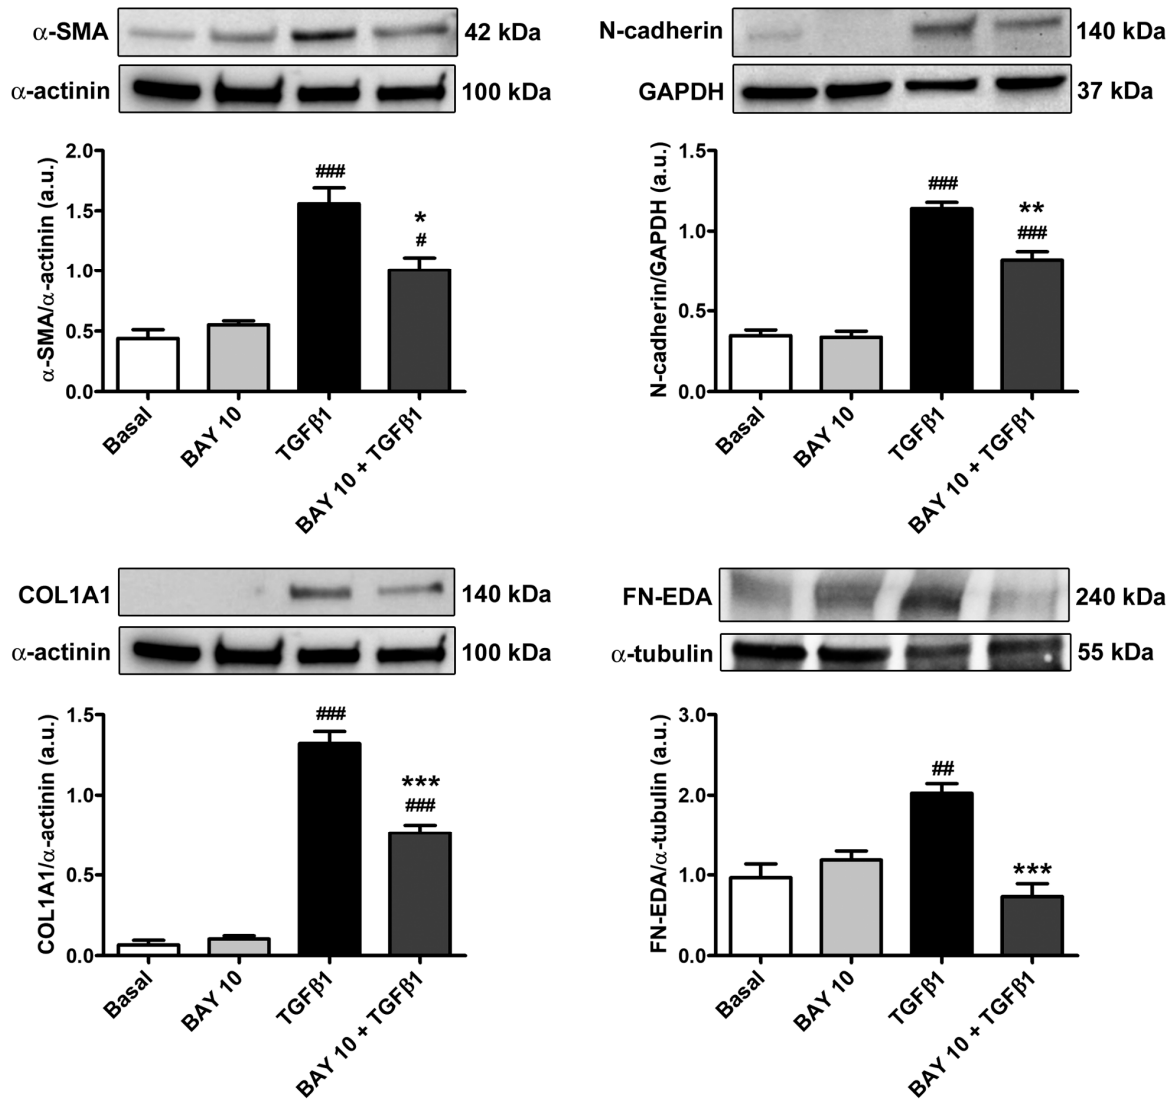 α-SMA 42 kDa
α-actinin 100 kDa
α-SMA/α-actinin (a.u.)
2.0
1.5
1.0
0.5
0.0
###
*
#
Basal
BAY 10
TGFβ1
BAY 10 + TGFβ1
N-cadherin 140 kDa
GAPDH 37 kDa
N-cadherin/GAPDH (a.u.)
1.5
1.0
0.5
0.0
###
**
###
Basal
BAY 10
TGFβ1
BAY 10 + TGFβ1
COL1A1 140 kDa
α-actinin 100 kDa
COL1A1/α-actinin (a.u.)
1.5
1.0
0.5
0.0
###
***
###
Basal
BAY 10
TGFβ1
BAY 10 + TGFβ1
FN-EDA 240 kDa
α-tubulin 55 kDa
FN-EDA/α-tubulin (a.u.)
3.0
2.0
1.0
0.0
##
***
Basal
BAY 10
TGFβ1
BAY 10 + TGFβ1